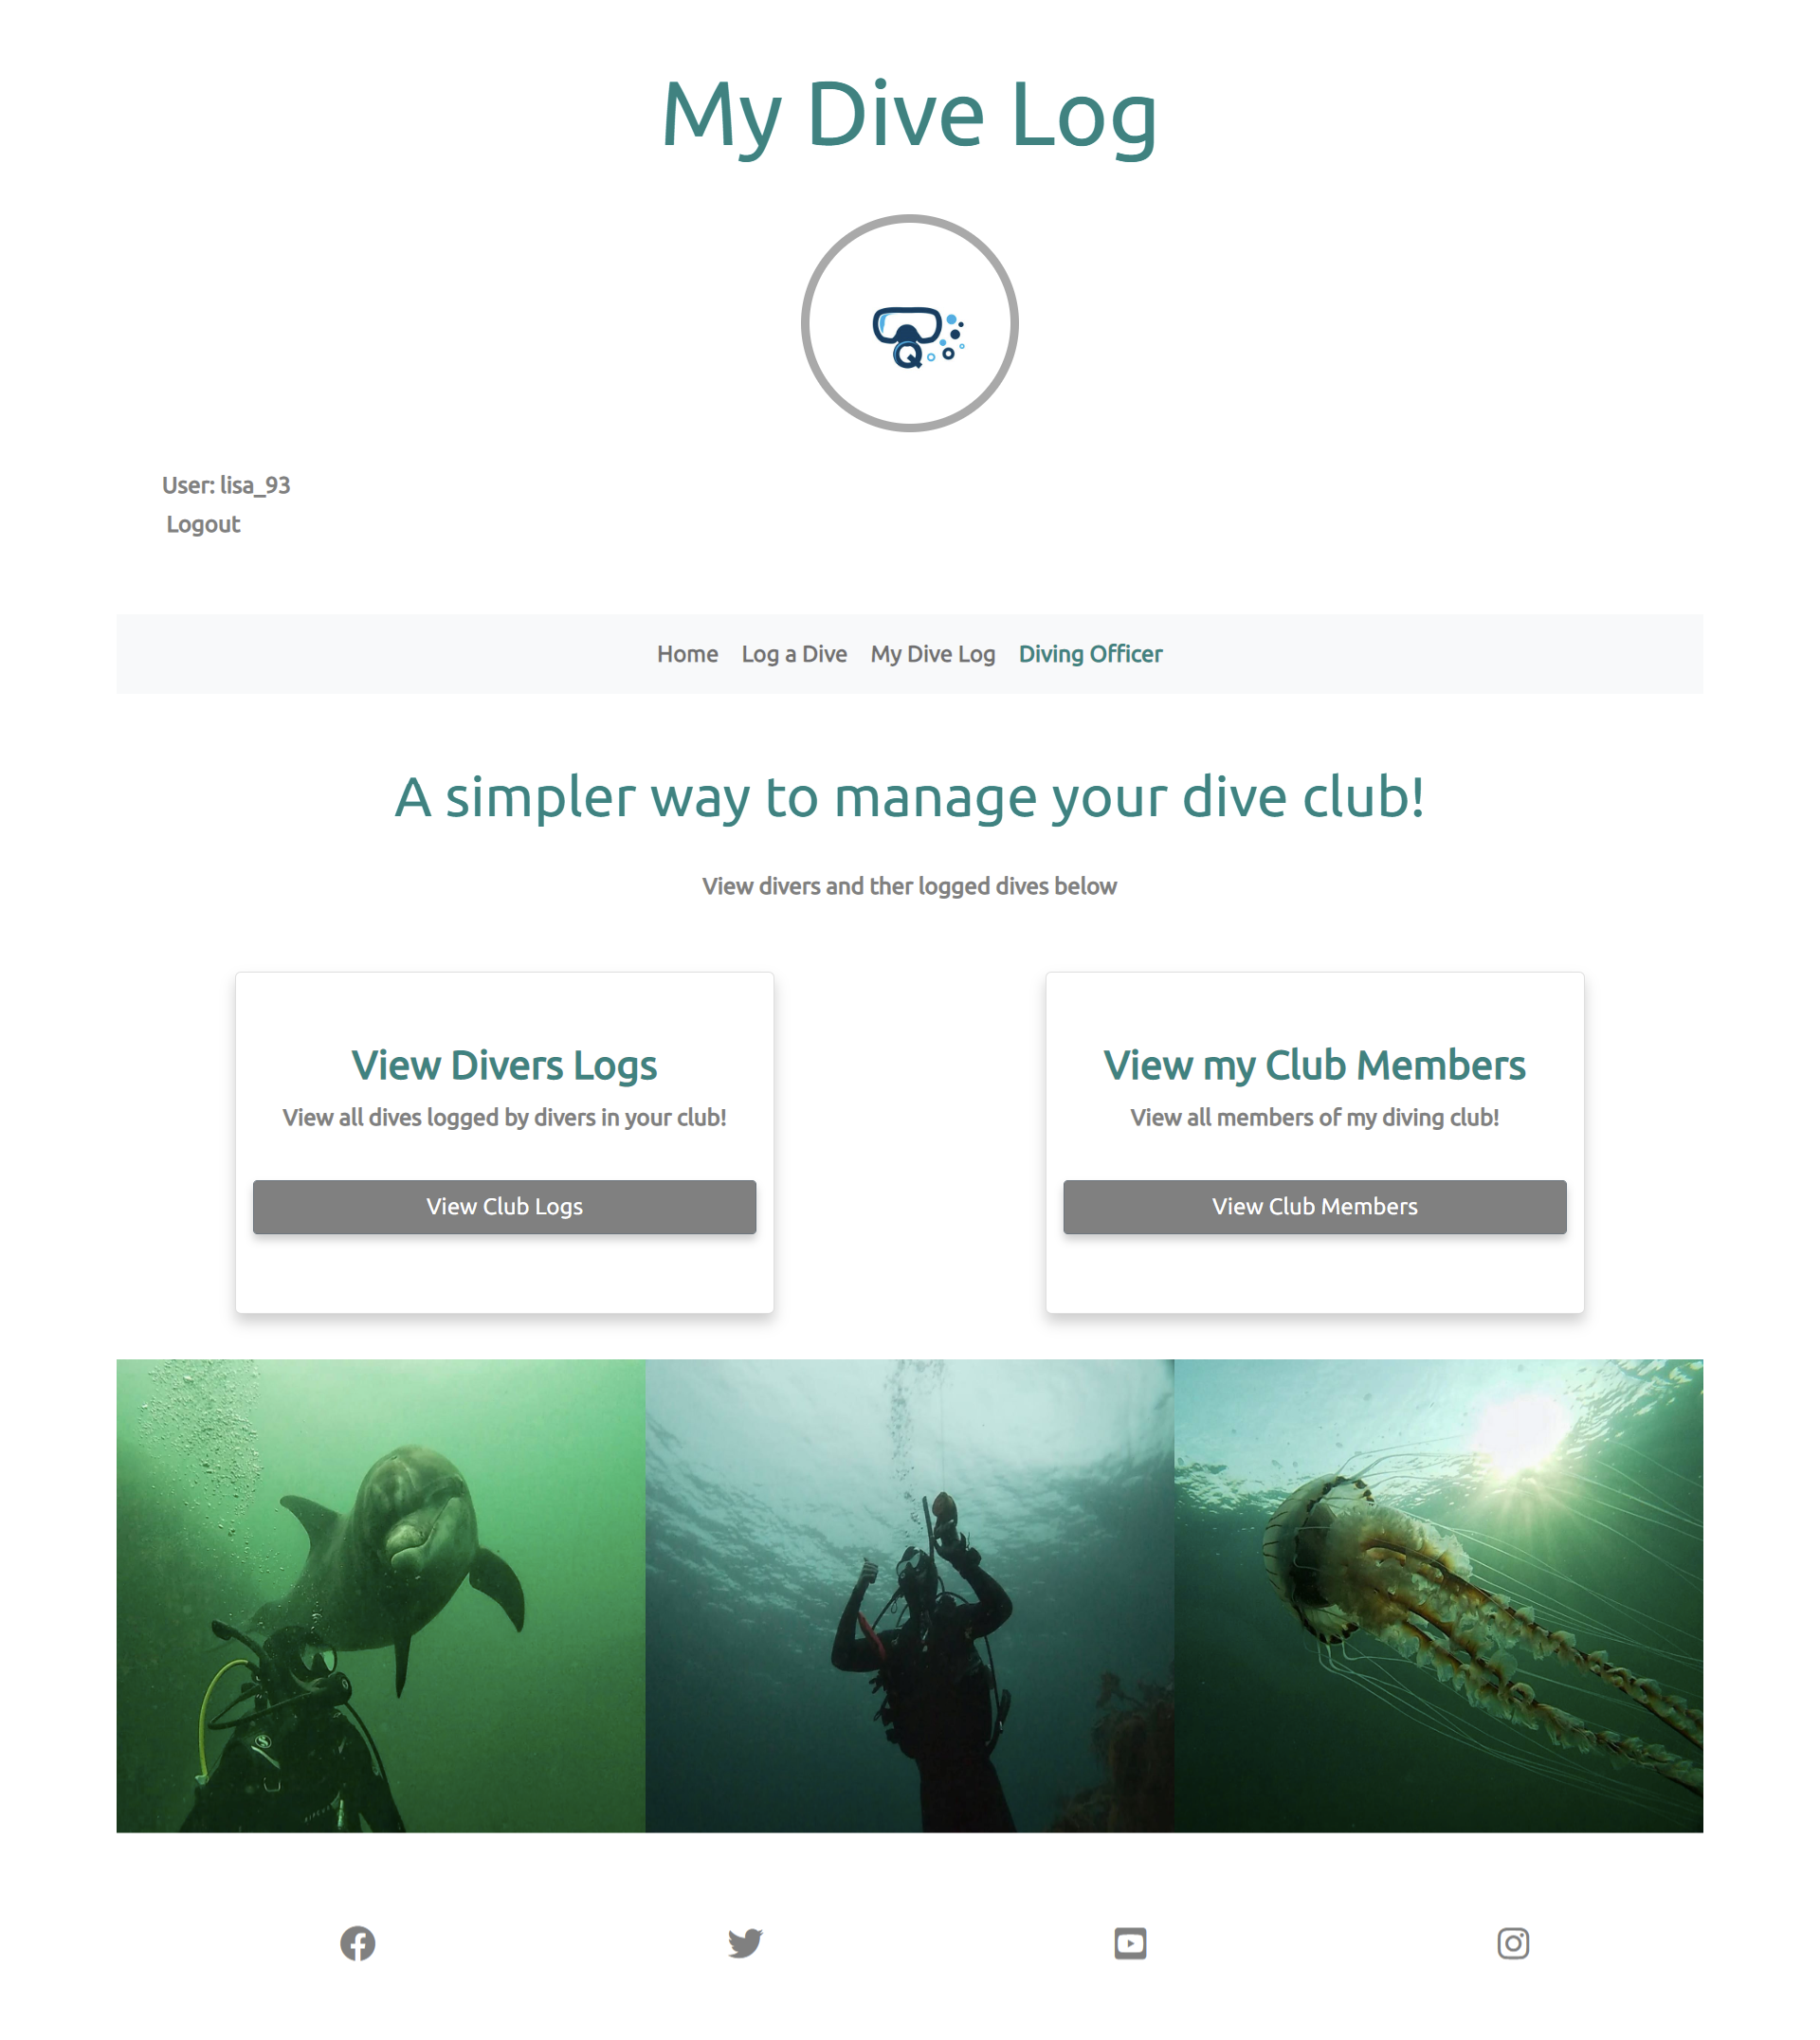 My Dive Log
User: lisa_93
Logout
Home Log a Dive My Dive Log Diving Officer
A simpler way to manage your dive club!
View divers and ther logged dives below
View Divers Logs
View all dives logged by divers in your club!
View Club Logs
View my Club Members
View all members of my diving club!
View Club Members